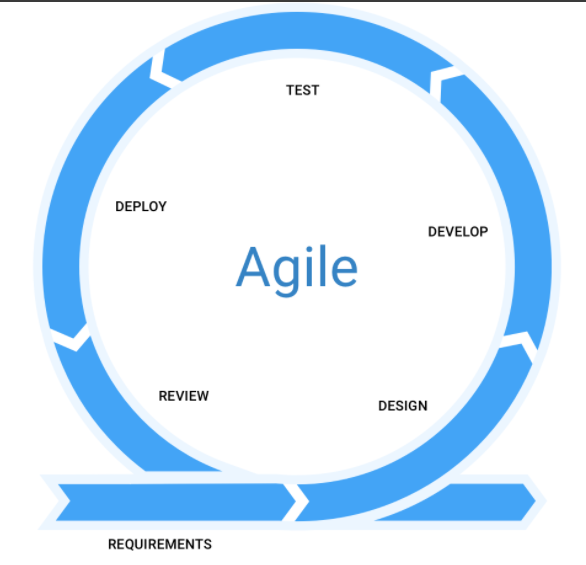 TEST
DEPLOY
DEVELOP
Agile
REVIEW
DESIGN
REQUIREMENTS